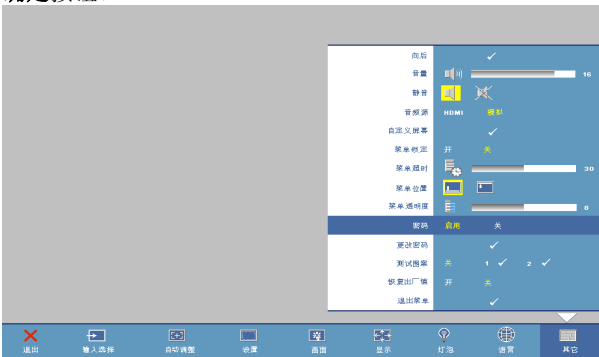 向后
音量 16
静音
音频源 HDMI 模拟
自定义屏幕
菜单锁定 开 关
菜单超时 30
菜单位置
菜单透明度 6
密码 启用 关
更改密码
测试图案 关 1 2
恢复出厂值 开 关
退出菜单
退出 输入选择 自动调整 设置 画面 显示 灯泡 语言 其它